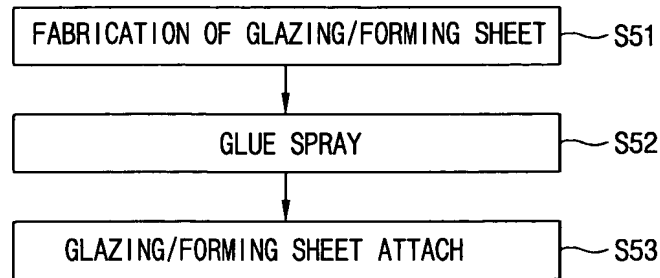 FABRICATION OF GLAZING/FORMING SHEET S51
GLUE SPRAY S52
GLAZING/FORMING SHEET ATTACH S53